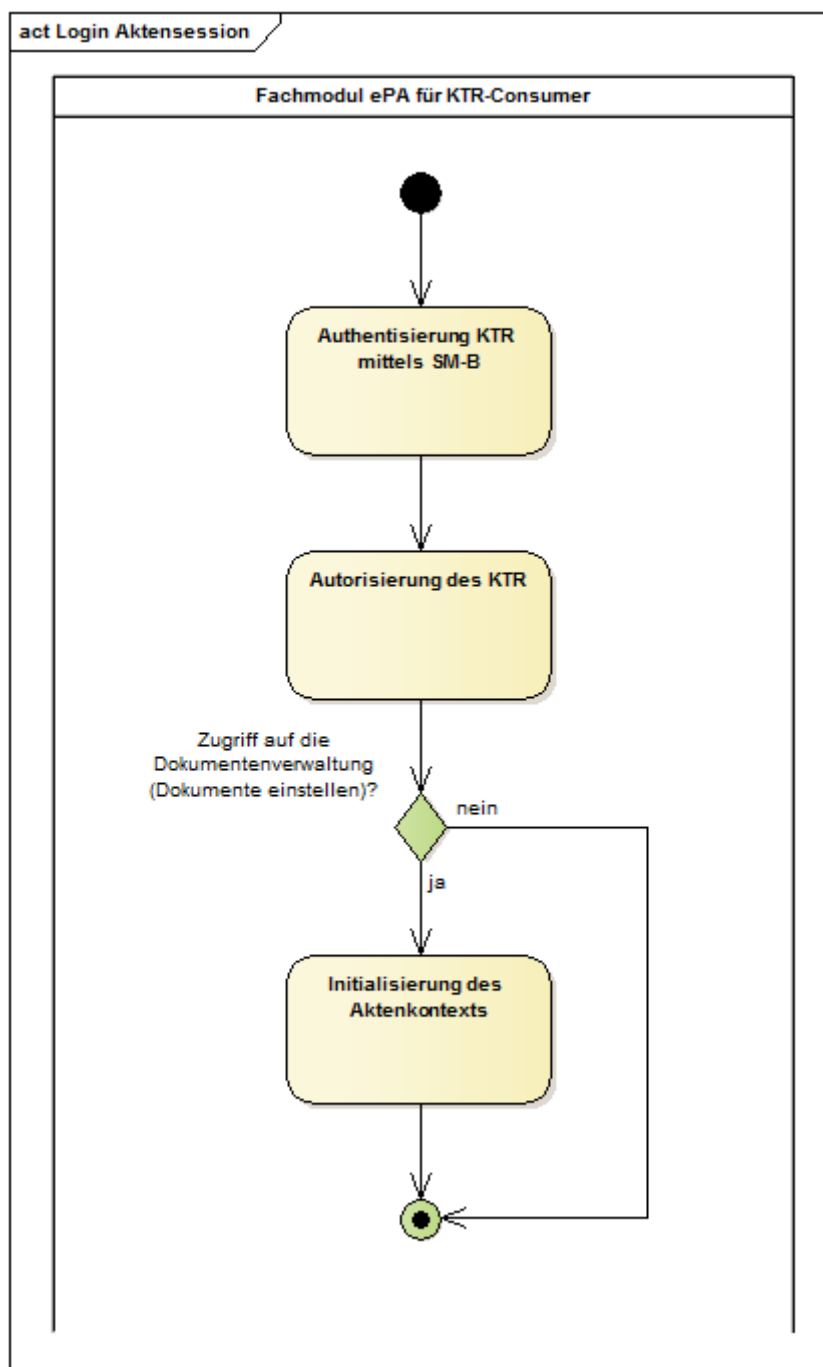 act Login Aktensession
Fachmodul ePA für KTR-Consumer
Authentisierung KTR
mittels SM-B
Autorisierung des KTR
Zugriff auf die
Dokumentenverwaltung
(Dokumente einstellen)?
nein
ja
Initialisierung des
Aktenkontexts